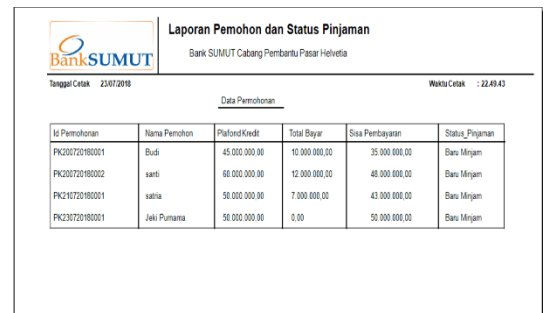 BankSUMUT
Laporan Pemohon dan Status Pinjaman
Bank SUMUT Cabang Pembantu Pasar Helvetia
Tanggal Cetak 23/07/2018 Waktu Cetak : 22.49.43
Data Permohonan
Id Permohonan Nama Pemohon Plafond Kredit Total Bayar Sisa Pembayaran Status_Pinjaman
PK200720180001 Budi 45.000.000,00 10.000.000,00 35.000.000,00 Baru Minjam
PK200720180002 santi 60.000.000,00 12.000.000,00 48.000.000,00 Baru Minjam
PK210720180001 satria 50.000.000,00 7.000.000,00 43.000.000,00 Baru Minjam
PK230720180001 Jeki Purnama 50.000.000,00 0,00 50.000.000,00 Baru Minjam